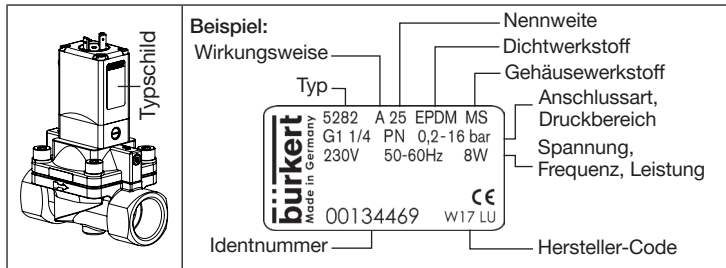 Typschild
Beispiel:
Wirkungsweise
Typ
Nennweite
Dichtwerkstoff
Gehäusewerkstoff
Anschlussart,
Druckbereich
Spannung,
Frequenz, Leistung
bürkert
Made in Germany
5282 A 25 EPDM MS
G1 1/4 PN 0,2-16 bar
230V 50-60Hz 8W
CE
00134469 W17 LU
Identnummer
Hersteller-Code